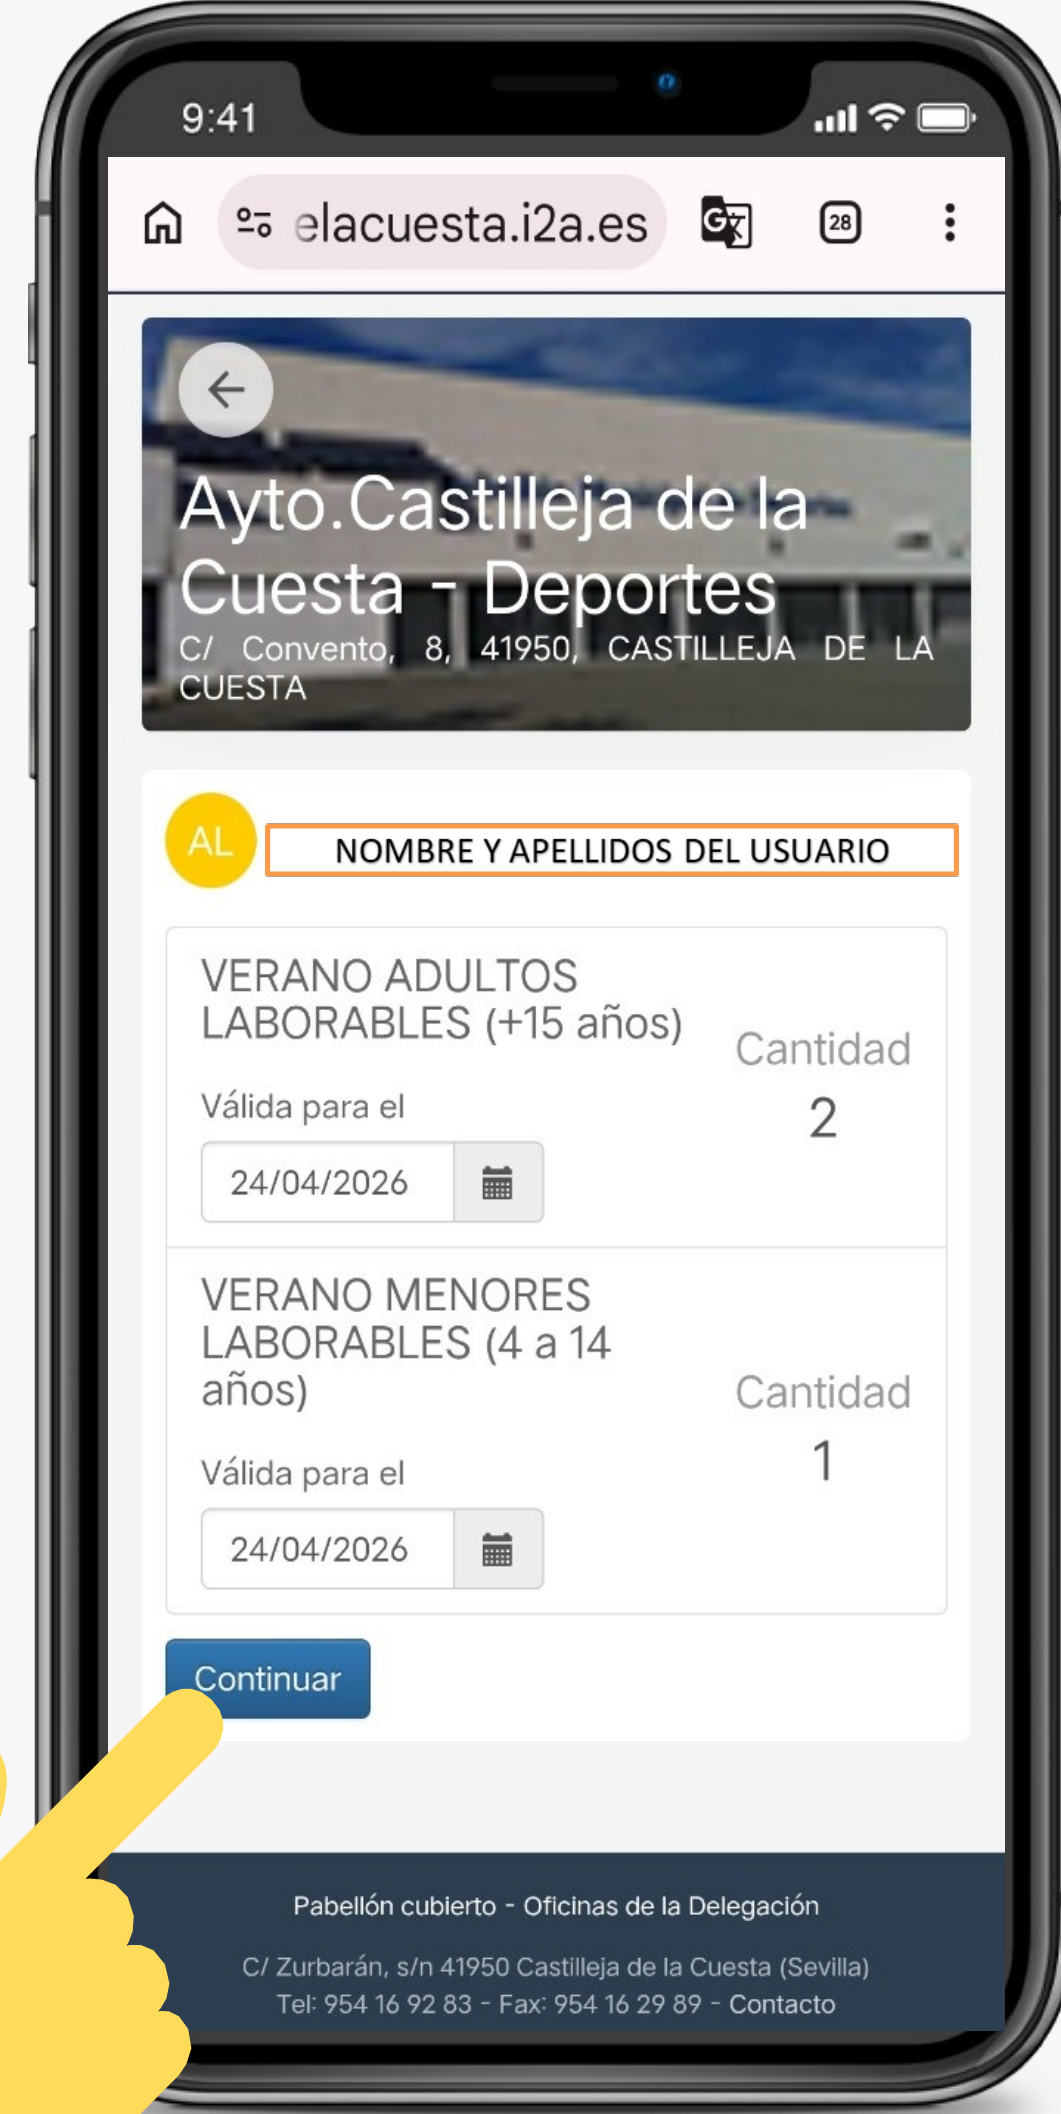 9:41
elacuesta.i2a.es
28
Ayto.Castilleja de la
Cuesta - Deportes
C/ Convento, 8, 41950, CASTILLEJA DE LA
CUESTA
AL
NOMBRE Y APELLIDOS DEL USUARIO
VERANO ADULTOS
LABORABLES (+15 años)
Cantidad
Válida para el
2
24/04/2026
VERANO MENORES
LABORABLES (4 a 14
años)
Cantidad
Válida para el
1
24/04/2026
Continuar
Pabellón cubierto - Oficinas de la Delegación
C/ Zurbarán, s/n 41950 Castilleja de la Cuesta (Sevilla)
Tel: 954 16 92 83 - Fax: 954 16 29 89 - Contacto